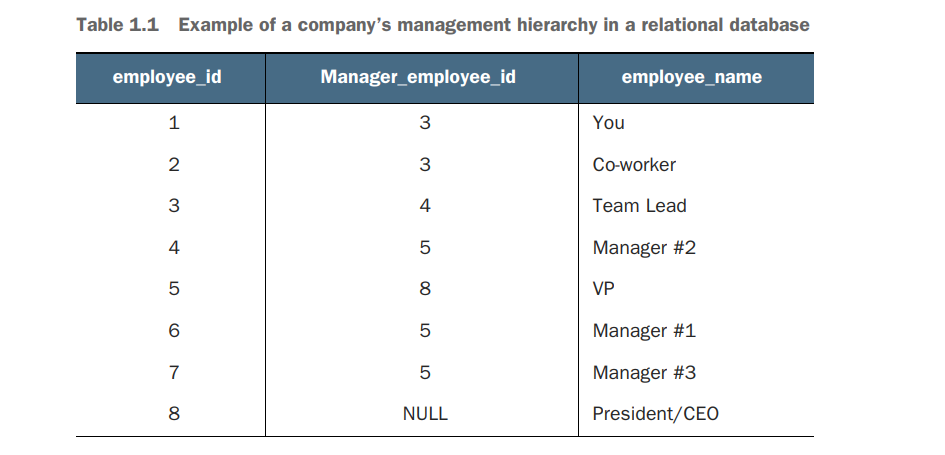 Table 1.1 Example of a company's management hierarchy in a relational database
employee_id Manager_employee_id employee_name
1 3 You
2 3 Co-worker
3 4 Team Lead
4 5 Manager #2
5 8 VP
6 5 Manager #1
7 5 Manager #3
8 NULL President/CEO